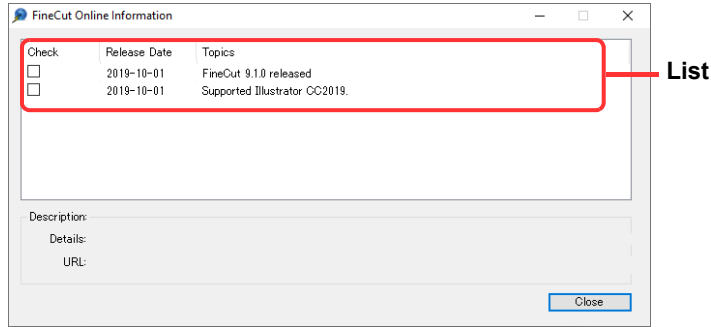 FineCut Online Information
Check Release Date Topics
2019-10-01 FineCut 9.1.0 released
2019-10-01 Supported Illustrator CC2019.
List
Description:
Details:
URL:
Close